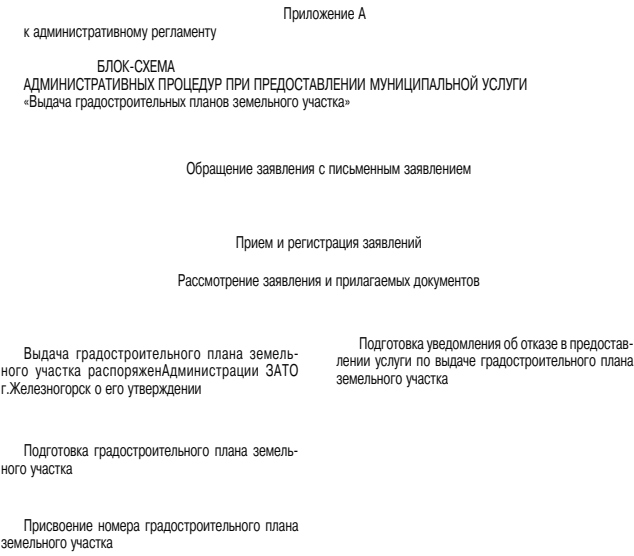 Приложение А
к административному регламенту
БЛОК-СХЕМА
АДМИНИСТРАТИВНЫХ ПРОЦЕДУР ПРИ ПРЕДОСТАВЛЕНИИ МУНИЦИПАЛЬНОЙ УСЛУГИ
«Выдача градостроительных планов земельного участка»
Обращение заявления с письменным заявлением
Прием и регистрация заявлений
Рассмотрение заявления и прилагаемых документов
Выдача градостроительного плана земель-
ного участка распоряженАдминистрации ЗАТО
г.Железногорск о его утверждении
Подготовка уведомления об отказе в предостав-
лении услуги по выдаче градостроительного плана
земельного участка
Подготовка градостроительного плана земель-
ного участка
Присвоение номера градостроительного плана
земельного участка